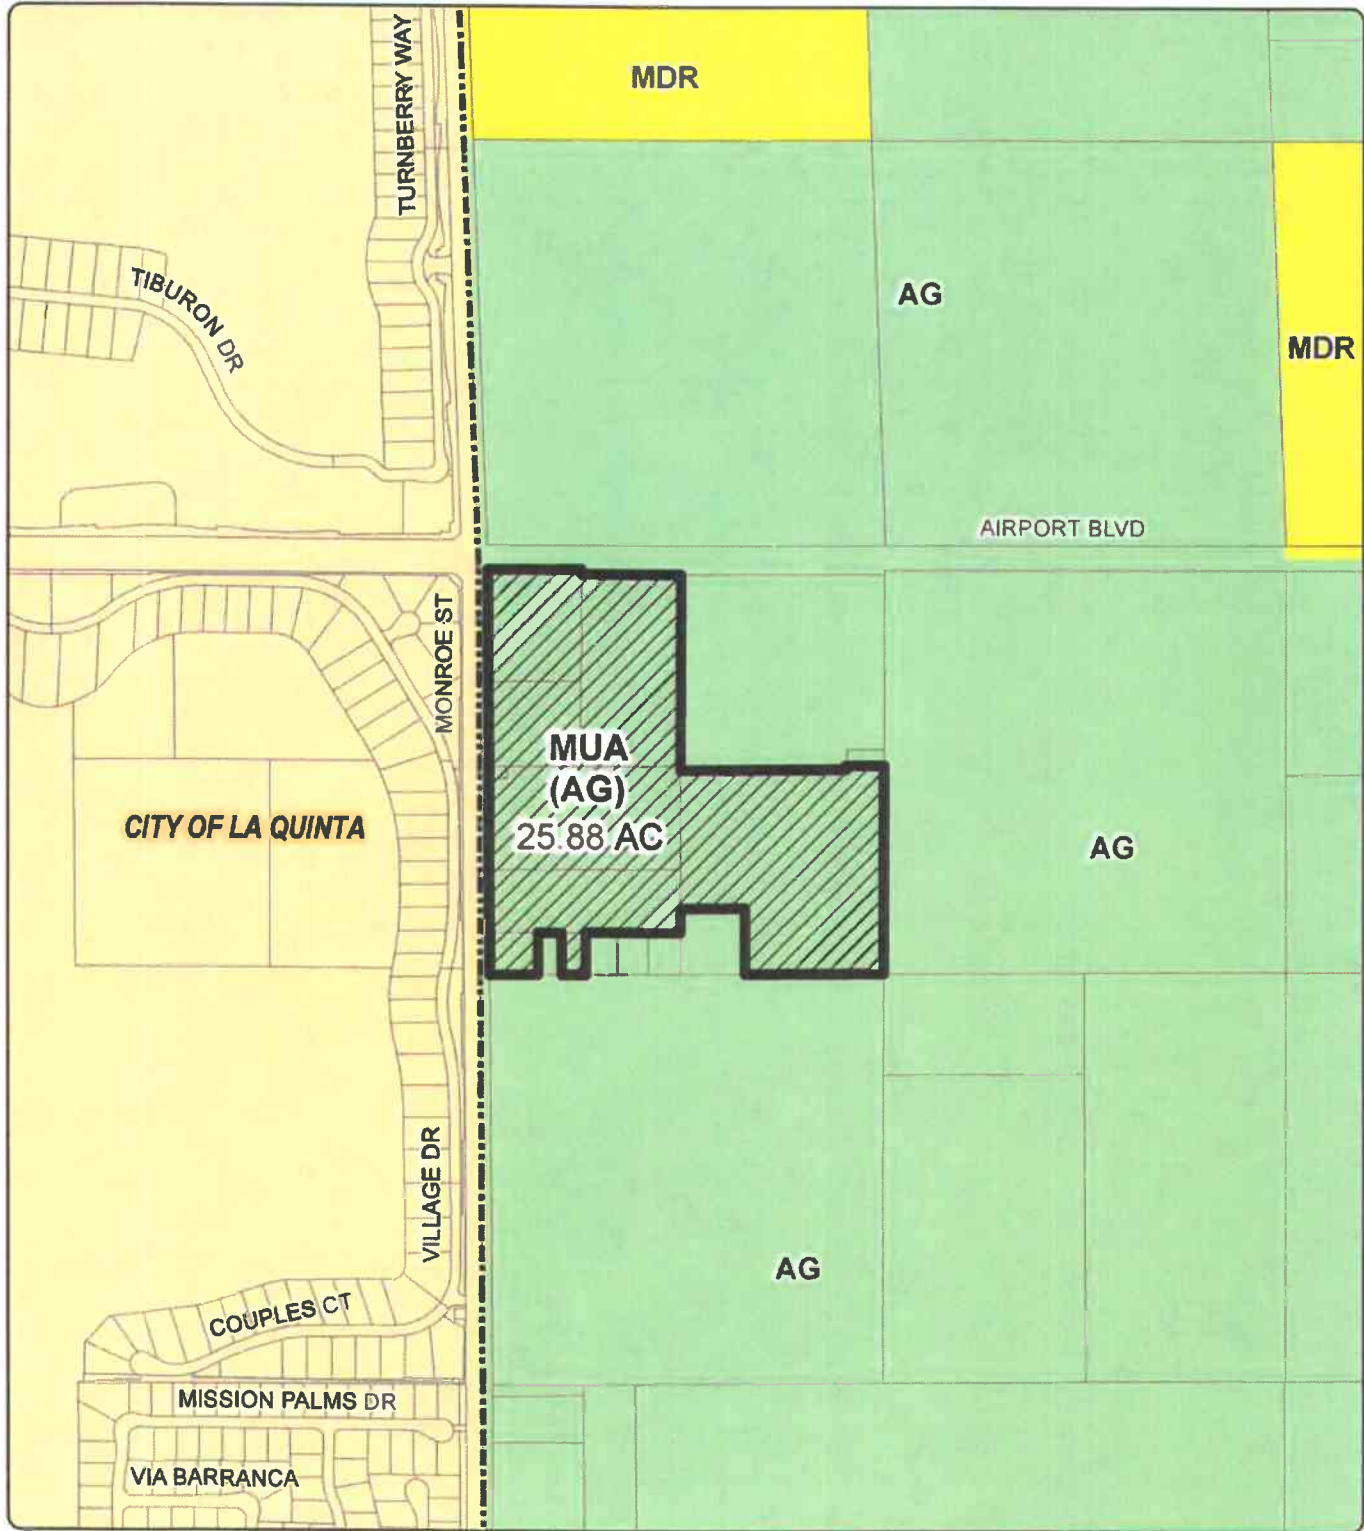 MDR
TURNBERRY WAY
TIBURON DR
AG
MDR
AIRPORT BLVD
MONROE ST
MUA
(AG)
25.88 AC
CITY OF LA QUINTA
AG
VILLAGE DR
AG
COUPLES CT
MISSION PALMS DR
VIA BARRANCA